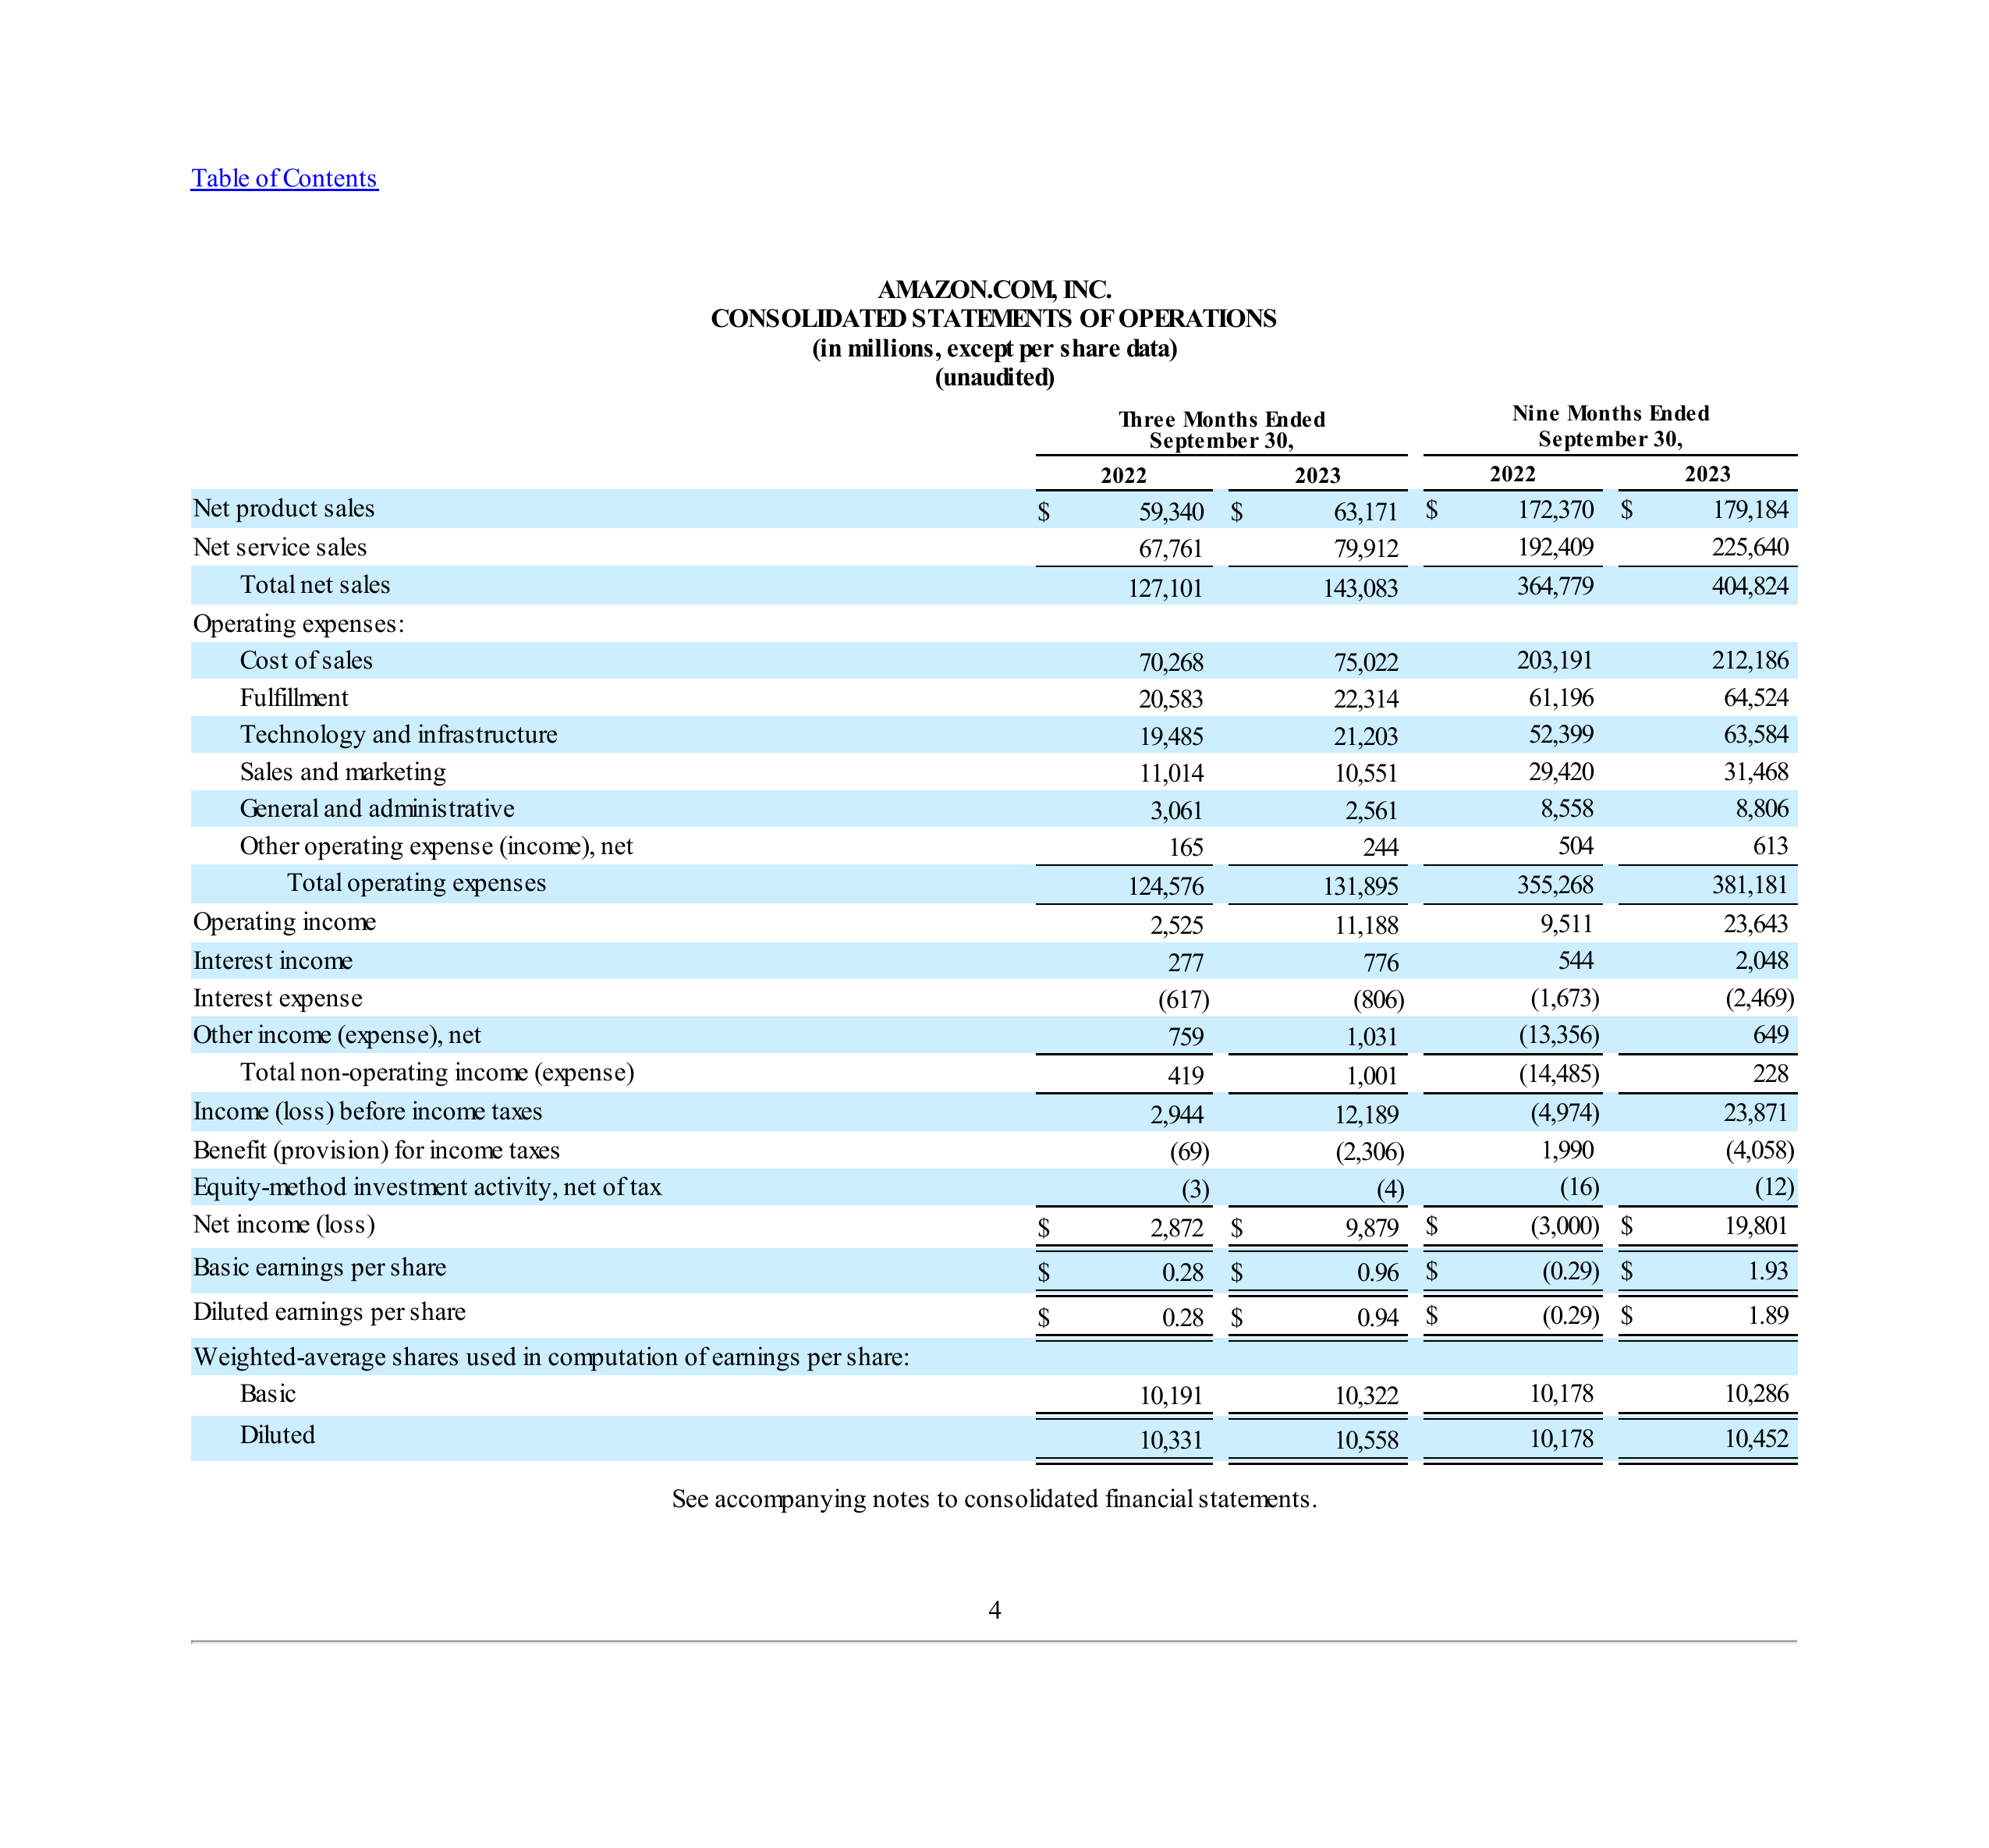 Table of Contents
AMAZON.COM, INC.
CONSOLIDATED STATEMENTS OF OPERATIONS
(in millions, except per share data)
(unaudited)
Three Months Ended September 30, Nine Months Ended September 30,
2022 2023 2022 2023
Net product sales $ 59,340 $ 63,171 $ 172,370 $ 179,184
Net service sales 67,761 79,912 192,409 225,640
Total net sales 127,101 143,083 364,779 404,824
Operating expenses:
Cost of sales 70,268 75,022 203,191 212,186
Fulfillment 20,583 22,314 61,196 64,524
Technology and infrastructure 19,485 21,203 52,399 63,584
Sales and marketing 11,014 10,551 29,420 31,468
General and administrative 3,061 2,561 8,558 8,806
Other operating expense (income), net 165 244 504 613
Total operating expenses 124,576 131,895 355,268 381,181
Operating income 2,525 11,188 9,511 23,643
Interest income 277 776 544 2,048
Interest expense (617) (806) (1,673) (2,469)
Other income (expense), net 759 1,031 (13,356) 649
Total non-operating income (expense) 419 1,001 (14,485) 228
Income (loss) before income taxes 2,944 12,189 (4,974) 23,871
Benefit (provision) for income taxes (69) (2,306) 1,990 (4,058)
Equity-method investment activity, net of tax (3) (4) (16) (12)
Net income (loss) $ 2,872 $ 9,879 $ (3,000) $ 19,801
Basic earnings per share $ 0.28 $ 0.96 $ (0.29) $ 1.93
Diluted earnings per share $ 0.28 $ 0.94 $ (0.29) $ 1.89
Weighted-average shares used in computation of earnings per share:
Basic 10,191 10,322 10,178 10,286
Diluted 10,331 10,558 10,178 10,452
See accompanying notes to consolidated financial statements.
4